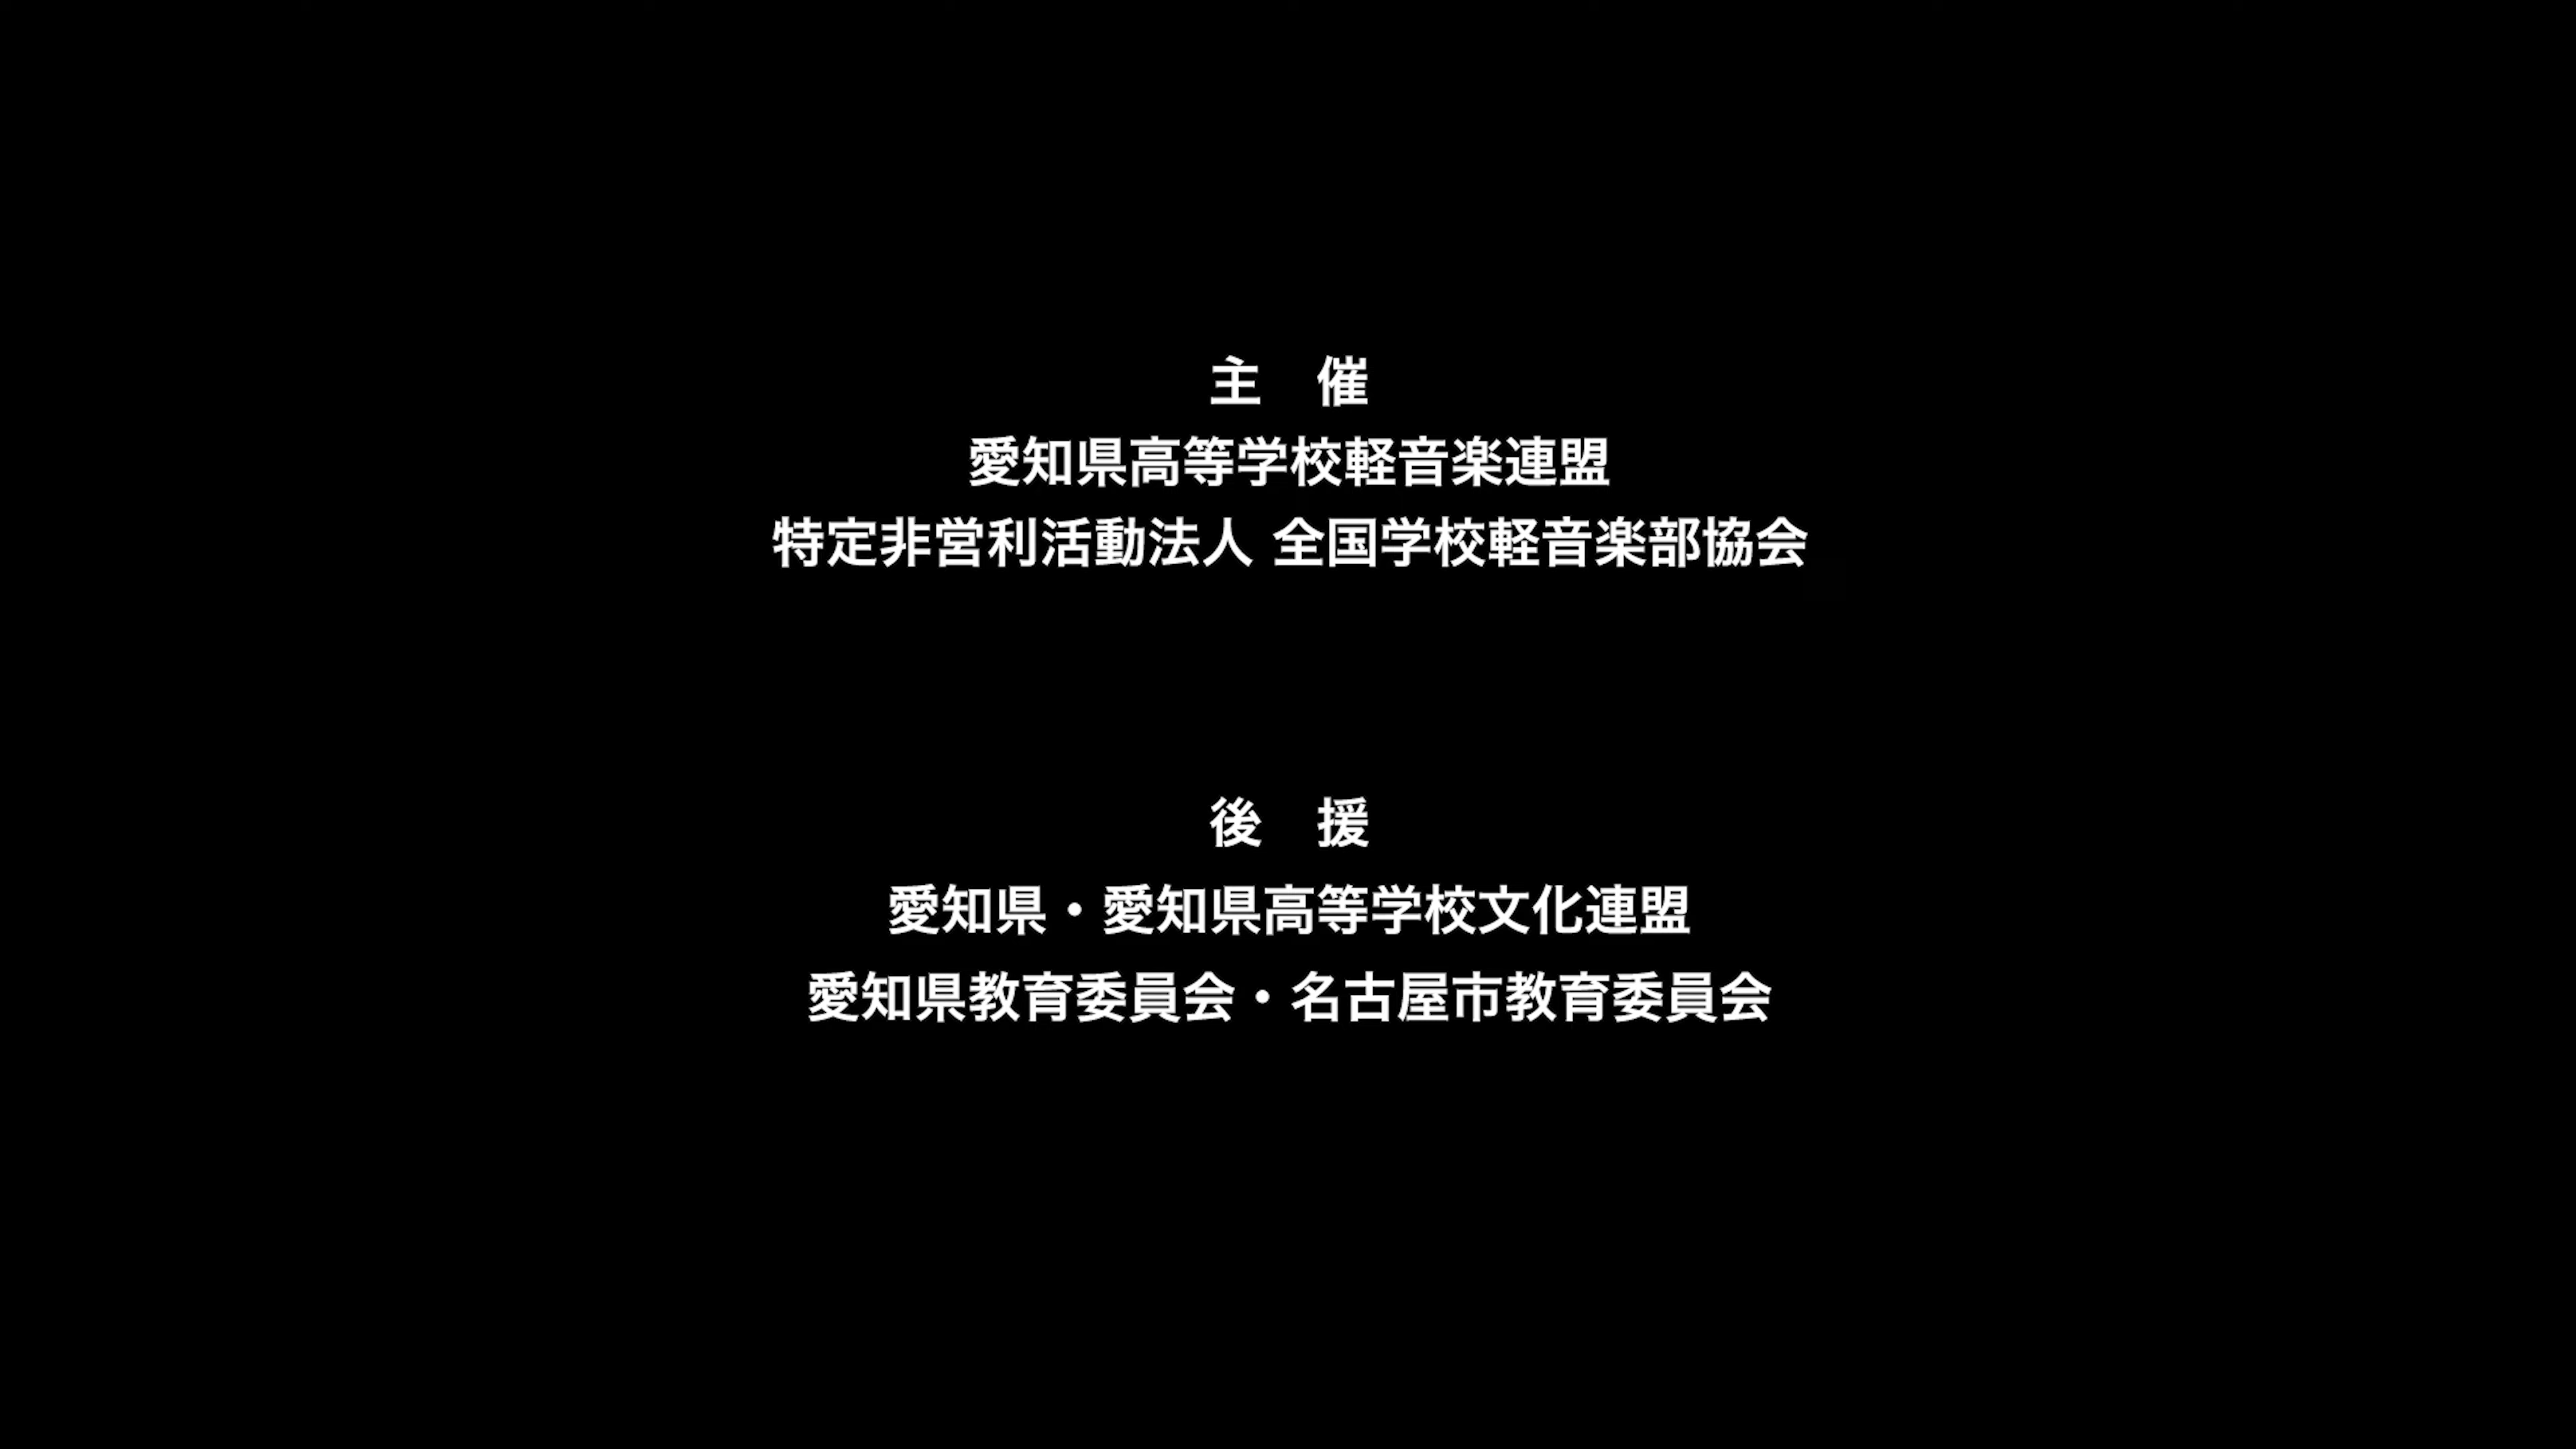 主　催
愛知県高等学校軽音楽連盟
特定非営利活動法人 全国学校軽音楽部協会
後　援
愛知県・愛知県高等学校文化連盟
愛知県教育委員会・名古屋市教育委員会